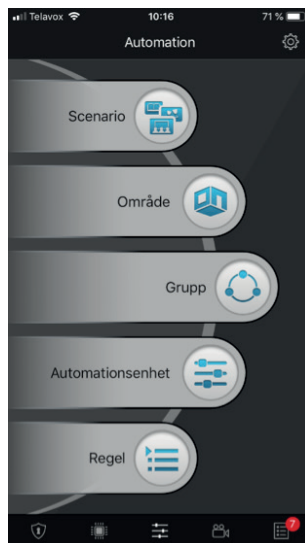 Telavox 10:16 71 %
Automation
Scenario
Område
Grupp
Automationsenhet
Regel
7